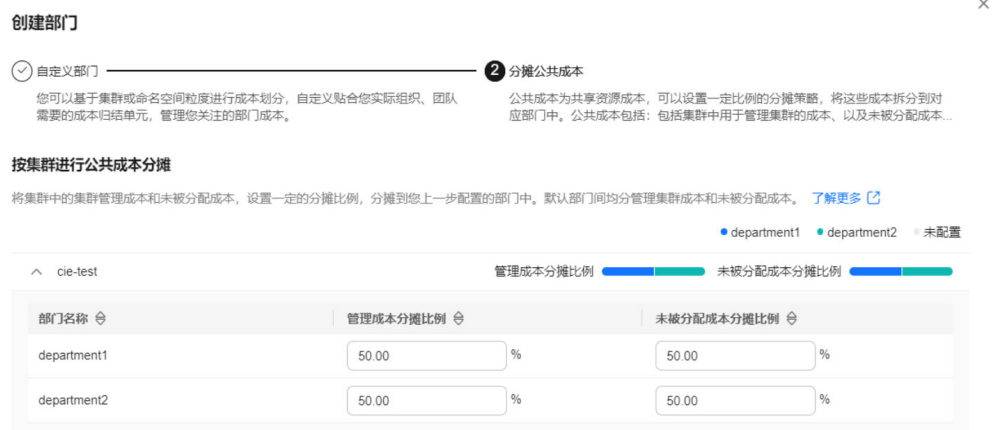 创建部门
自定义部门
2 分摊公共成本
您可以基于集群或命名空间粒度进行成本划分，自定义贴合您实际组织、团队
需要的成本归结单元，管理您关注的部门成本。
公共成本为共享资源成本，可以设置一定比例的分摊策略，将这些成本拆分到对
应部门中。公共成本包括：包括集群中用于管理集群的成本、以及未被分配成本...
按集群进行公共成本分摊
将集群中的集群管理成本和未被分配成本，设置一定的分摊比例，分摊到您上一步配置的部门中。默认部门间均分管理集群成本和未被分配成本。 了解更多
department1 department2 未配置
cie-test 管理成本分摊比例 未被分配成本分摊比例
部门名称 管理成本分摊比例 未被分配成本分摊比例
department1 50.00 % 50.00 %
department2 50.00 % 50.00 %